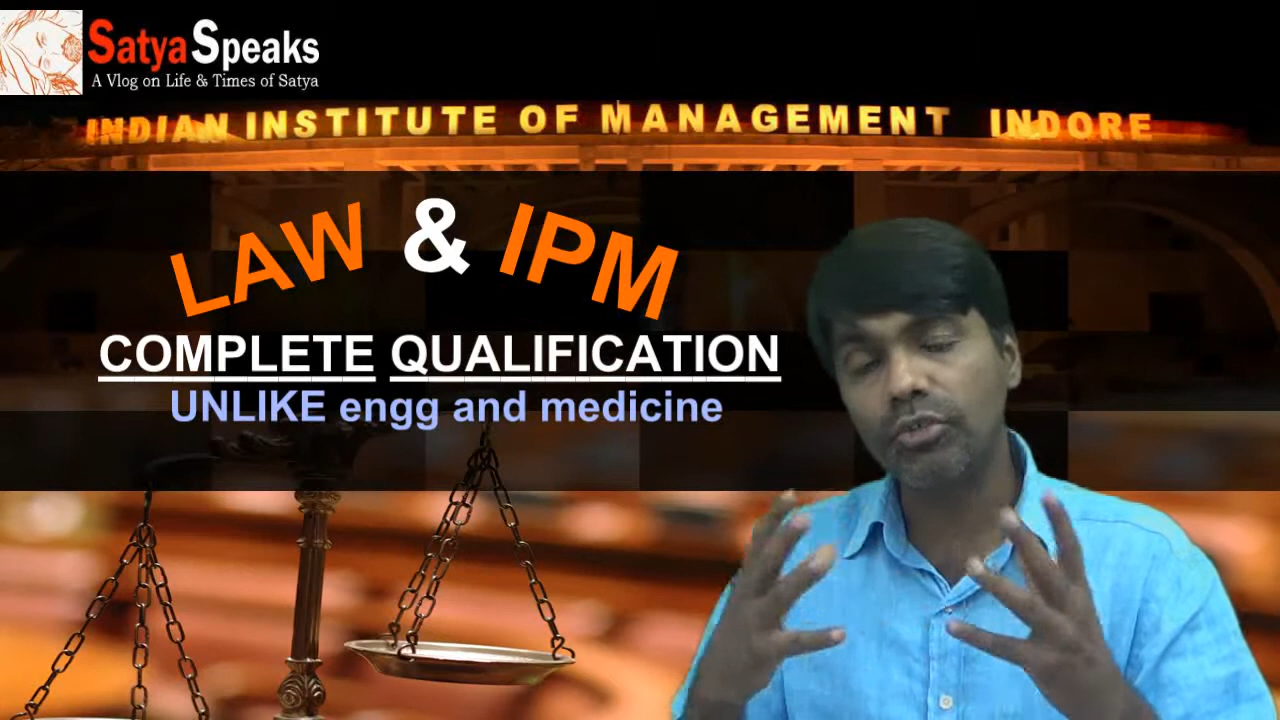 SatyaSpeaks
A Vlog on Life & Times of Satya
INDIAN INSTITUTE OF MANAGEMENT INDORE
LAW & IPM
COMPLETE QUALIFICATION
UNLIKE engg and medicine